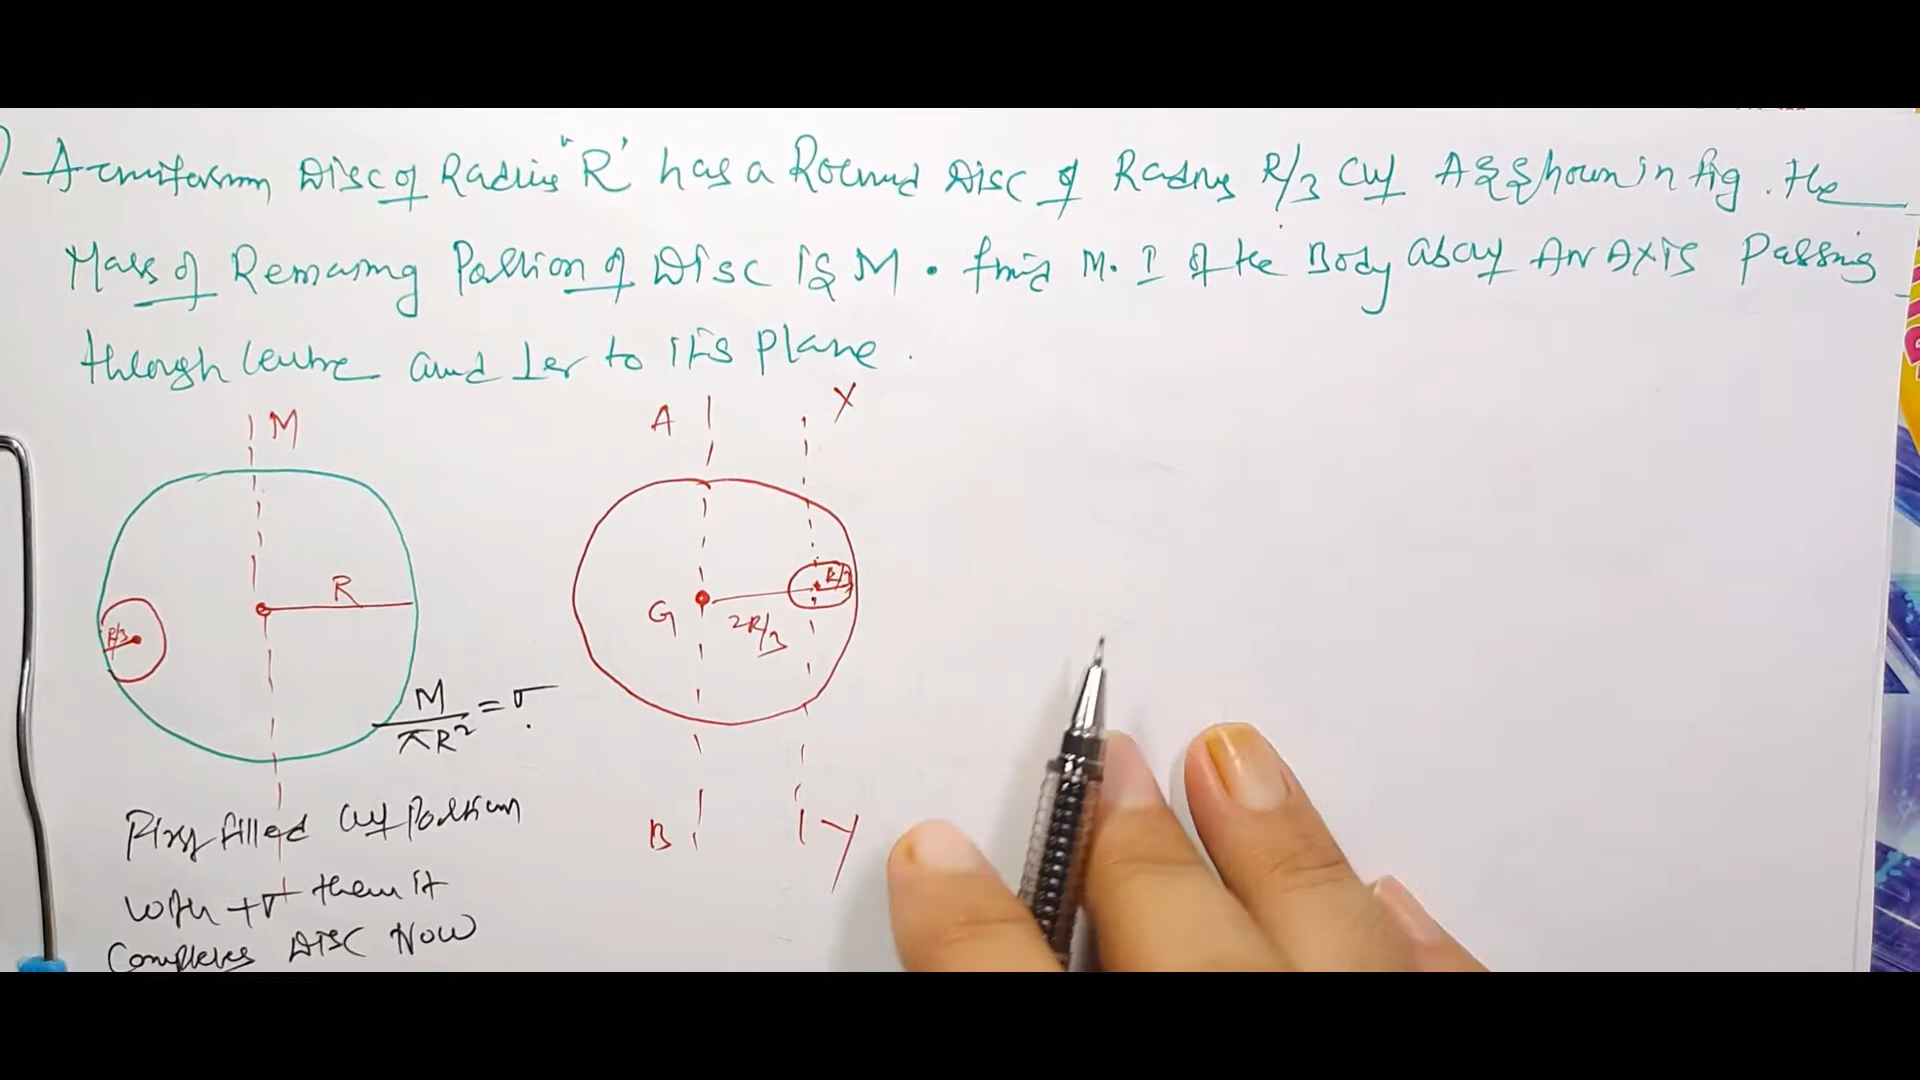 A uniform Disc of Radius "R" has a Round Disc of Radius R/3 cut As Shown in fig. the
Mass of Remaining Portion of Disc is M. find M.I of the Body about An Axis Passing
through centre and ⊥er to its plane.
M
A
X
R
R/3
R/3
G
2R/3
M/πR² = σ
B
Y
First filled cut Portion
with +σ then it
Completes Disc Now